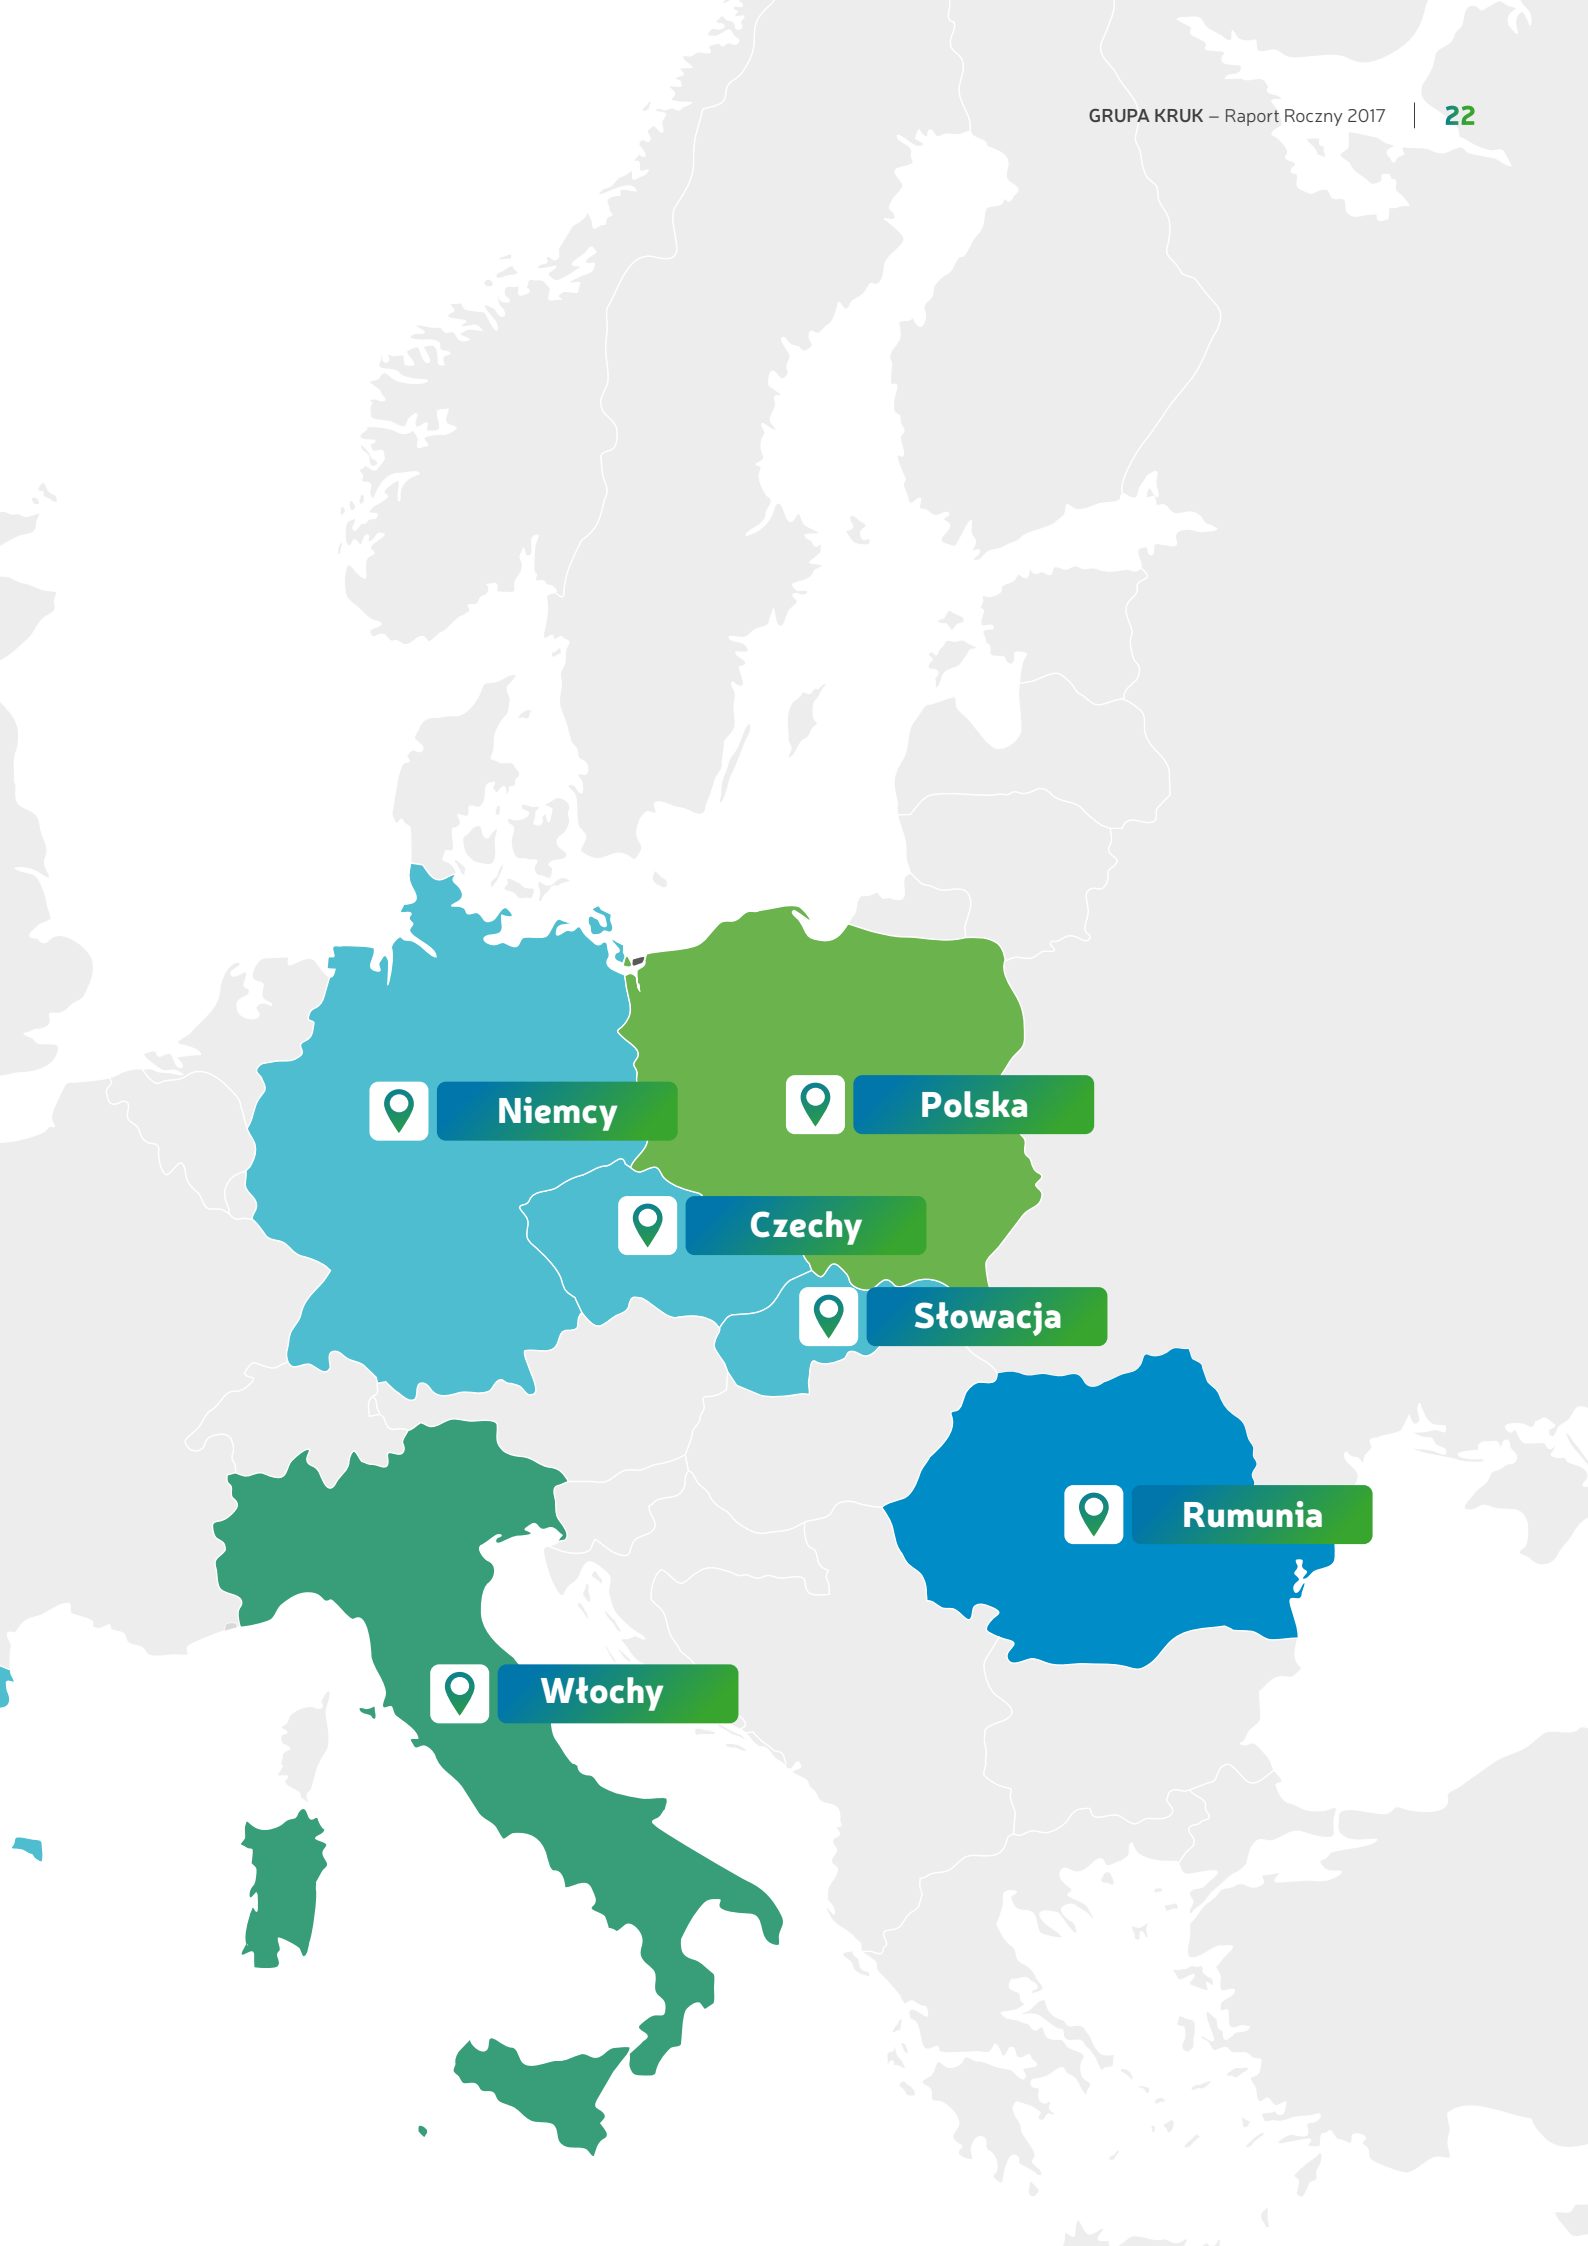 GRUPA KRUK – Raport Roczny 2017 22
Niemcy
Polska
Czechy
Słowacja
Rumunia
Włochy